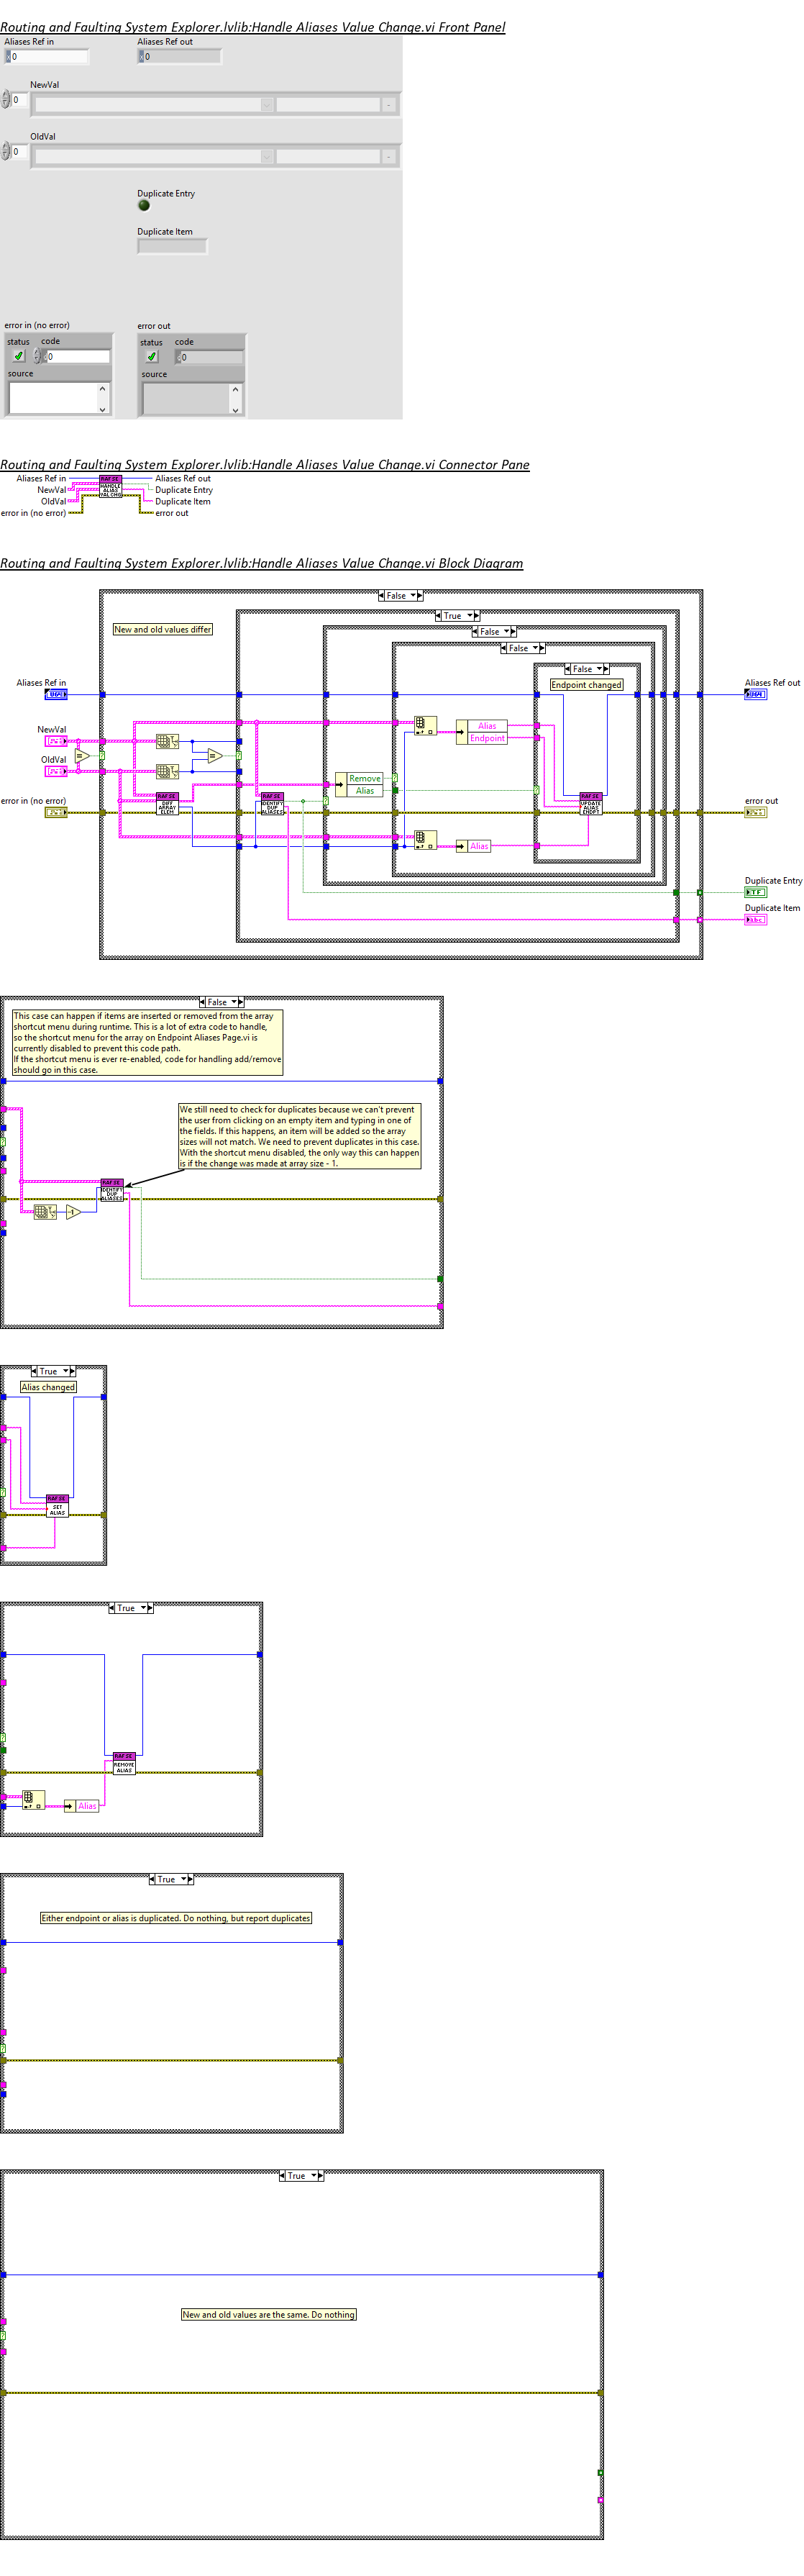 Routing and Faulting System Explorer.lvlib:Handle Aliases Value Change.vi Front Panel
Aliases Ref in
Aliases Ref out
0
0
NewVal
0
OldVal
0
Duplicate Entry
Duplicate Item
error in (no error)
error out
status code
status code
0
0
source
source
Routing and Faulting System Explorer.lvlib:Handle Aliases Value Change.vi Connector Pane
Aliases Ref in
Aliases Ref out
NewVal
Duplicate Entry
OldVal
Duplicate Item
error in (no error)
error out
RAFSE
HANDLE
ALIAS
VAL CHG
Routing and Faulting System Explorer.lvlib:Handle Aliases Value Change.vi Block Diagram
False
True
New and old values differ
False
False
False
Aliases Ref in
Endpoint changed
Aliases Ref out
NewVal
Alias
Endpoint
OldVal
Remove
Alias
error in (no error)
RAFSE
DIFF
ARRAY
ELEM
RAFSE
IDENTIFY
DUP
ALIASES
RAFSE
UPDATE
ENDPT
error out
Alias
Duplicate Entry
TF
Duplicate Item
abc
False
This case can happen if items are inserted or removed from the array
shortcut menu during runtime. This is a lot of extra code to handle,
so the shortcut menu for the array on Endpoint Aliases Page.vi is
currently disabled to prevent this code path.
If the shortcut menu is ever re-enabled, code for handling add/remove
should go in this case.
We still need to check for duplicates because we can't prevent
the user from clicking on an empty item and typing in one of
the fields. If this happens, an item will be added so the array
sizes will not match. We need to prevent duplicates in this case.
With the shortcut menu disabled, the only way this can happen
is if the change was made at array size - 1.
RAFSE
IDENTIFY
DUP
ALIASES
-1
True
Alias changed
RAFSE
SET
ALIAS
True
RAFSE
REMOVE
ALIAS
Alias
True
Either endpoint or alias is duplicated. Do nothing, but report duplicates
True
New and old values are the same. Do nothing